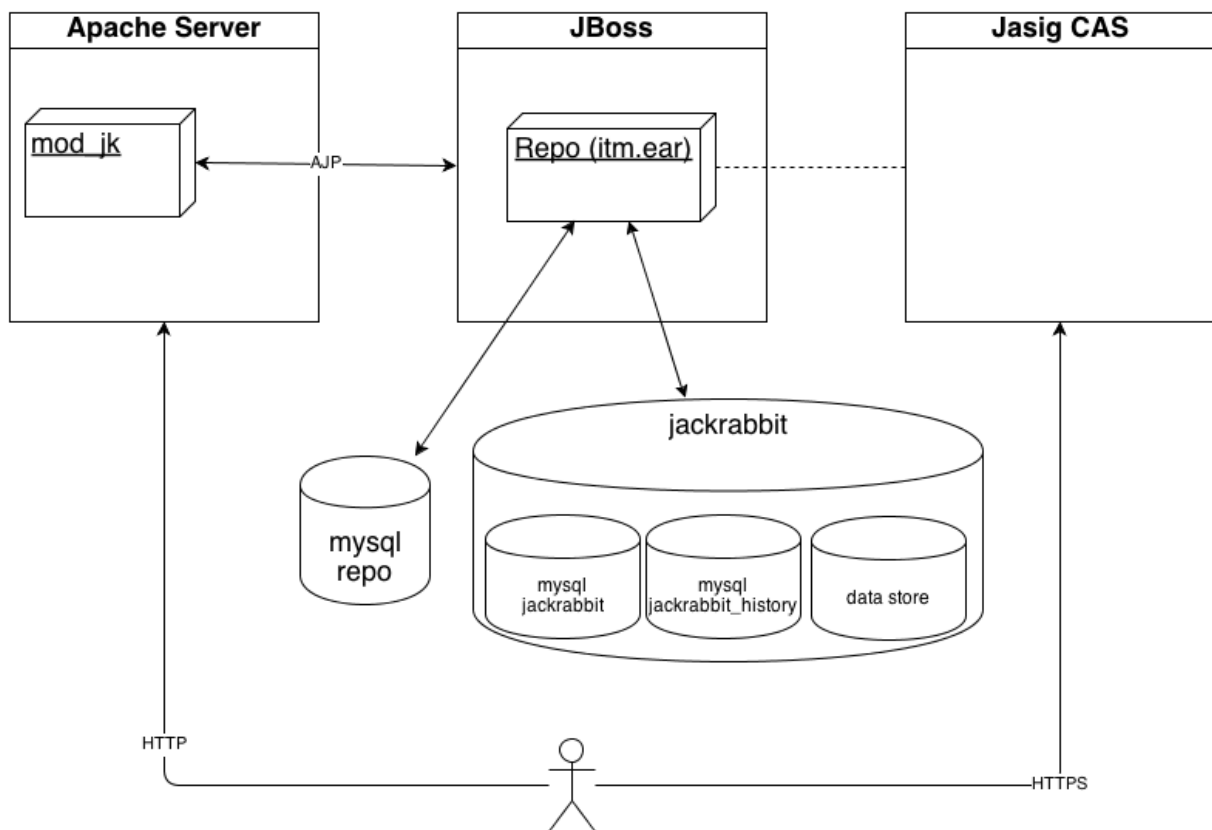 Apache Server
JBoss
Jasig CAS
mod_jk
Repo (itm.ear)
AJP
jackrabbit
mysql
repo
mysql
jackrabbit
mysql
jackrabbit_history
data store
HTTP
HTTPS